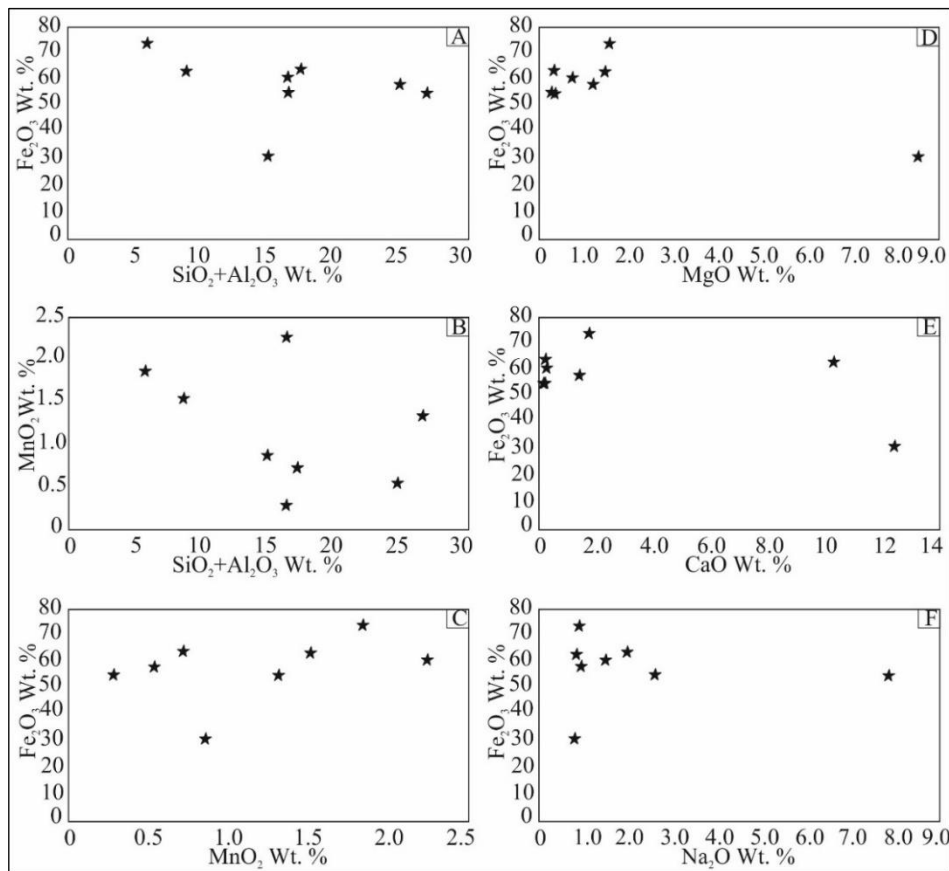 A
Fe₂O₃ Wt. %
80
70
60
50
40
30
20
10
0
0 5 10 15 20 25 30
SiO₂+Al₂O₃ Wt. %
D
Fe₂O₃ Wt. %
80
70
60
50
40
30
20
10
0
0 1.0 2.0 3.0 4.0 5.0 6.0 7.0 8.0 9.0
MgO Wt. %
B
MnO₂ Wt. %
2.5
2.0
1.5
1.0
0.5
0
0 5 10 15 20 25 30
SiO₂+Al₂O₃ Wt. %
E
Fe₂O₃ Wt. %
80
70
60
50
40
30
20
10
0
0 2.0 4.0 6.0 8.0 10 12 14
CaO Wt. %
C
Fe₂O₃ Wt. %
80
70
60
50
40
30
20
10
0
0 0.5 1.0 1.5 2.0 2.5
MnO₂ Wt. %
F
Fe₂O₃ Wt. %
80
70
60
50
40
30
20
10
0
0 1.0 2.0 3.0 4.0 5.0 6.0 7.0 8.0 9.0
Na₂O Wt. %